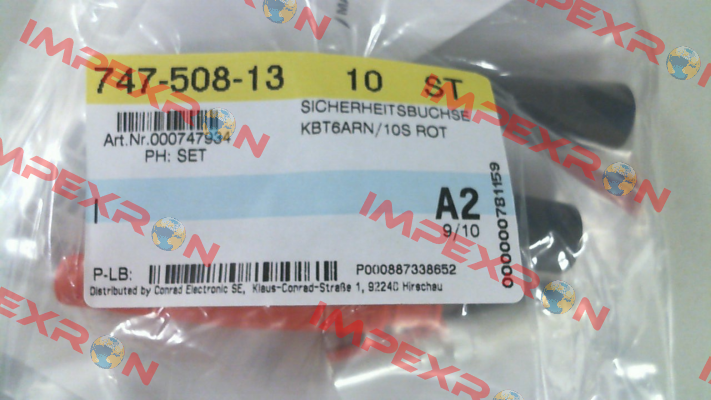 747-508-13 10 ST
SICHERHEITSBUCHSE
KBT6ARN/10S ROT
Art.Nr.000747934
PH: SET
A2
9/10
000000781159
P-LB: P000887338652
Distributed by Conrad Electronic SE, Klaus-Conrad-Straße 1, 92240 Hirschau
IMPEXRON
IMPEXRON
IMPEXRON
IMPEXRON
IMPEXRON
IMPEXRON